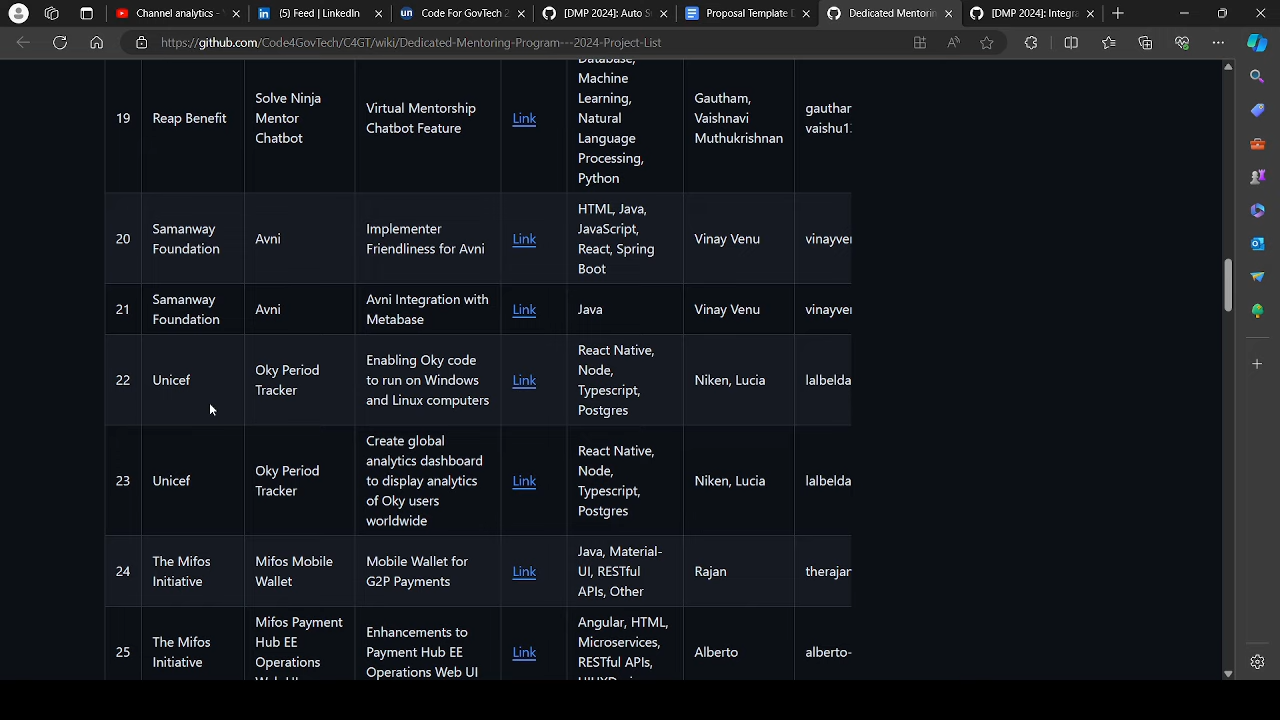 Channel analytics -
(5) Feed | LinkedIn
Code For GovTech 2
[DMP 2024]: Auto S
Proposal Template D
Dedicated Mentorin
[DMP 2024]: Integra
https://github.com/Code4GovTech/C4GT/wiki/Dedicated-Mentoring-Program---2024-Project-List
Database,
Machine
Learning,
Natural
Language
Processing,
Python
19
Reap Benefit
Solve Ninja
Mentor
Chatbot
Virtual Mentorship
Chatbot Feature
Link
Gautham,
Vaishnavi
Muthukrishnan
gauthar
vaishu1
20
Samanway
Foundation
Avni
Implementer
Friendliness for Avni
Link
HTML, Java,
JavaScript,
React, Spring
Boot
Vinay Venu
vinayver
21
Samanway
Foundation
Avni
Avni Integration with
Metabase
Link
Java
Vinay Venu
vinayver
22
Unicef
Oky Period
Tracker
Enabling Oky code
to run on Windows
and Linux computers
Link
React Native,
Node,
Typescript,
Postgres
Niken, Lucia
lalbelda
23
Unicef
Oky Period
Tracker
Create global
analytics dashboard
to display analytics
of Oky users
worldwide
Link
React Native,
Node,
Typescript,
Postgres
Niken, Lucia
lalbelda
24
The Mifos
Initiative
Mifos Mobile
Wallet
Mobile Wallet for
G2P Payments
Link
Java, Material-
UI, RESTful
APIs, Other
Rajan
therajar
25
The Mifos
Initiative
Mifos Payment
Hub EE
Operations
Enhancements to
Payment Hub EE
Operations Web UI
Link
Angular, HTML,
Microservices,
RESTful APIs,
Alberto
alberto-